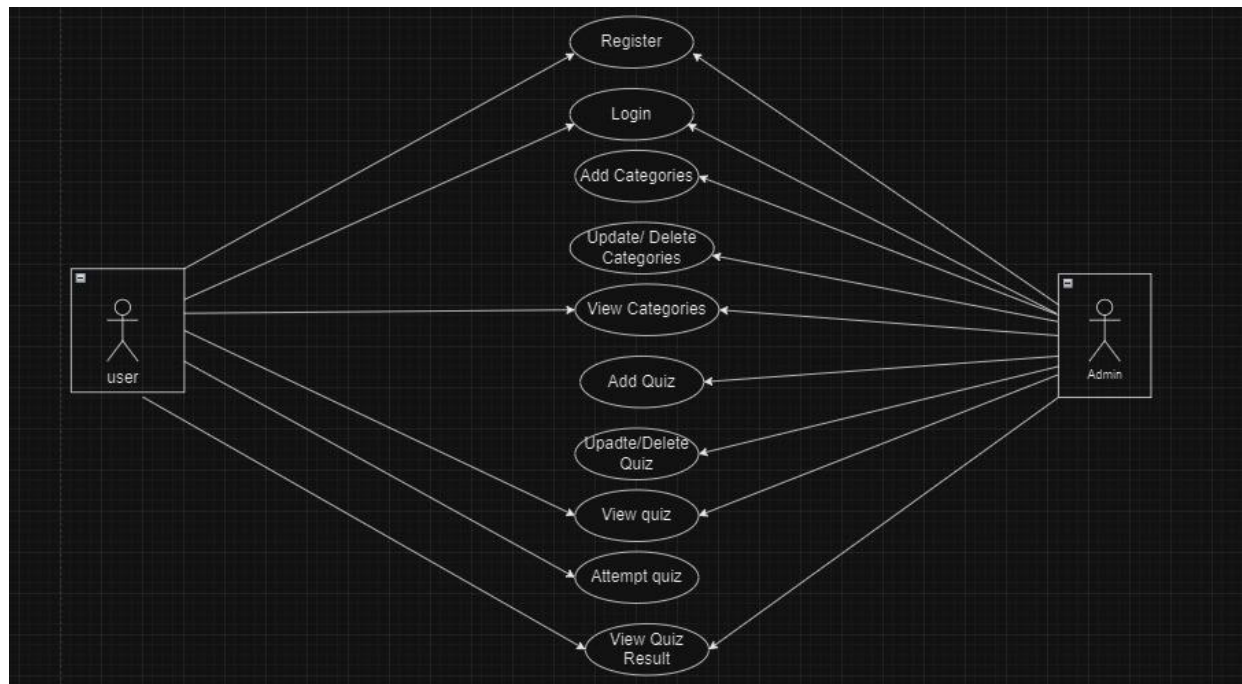 Register
Login
Add Categories
Update/ Delete
Categories
View Categories
user
Admin
Add Quiz
Upadte/Delete
Quiz
View quiz
Attempt quiz
View Quiz
Result